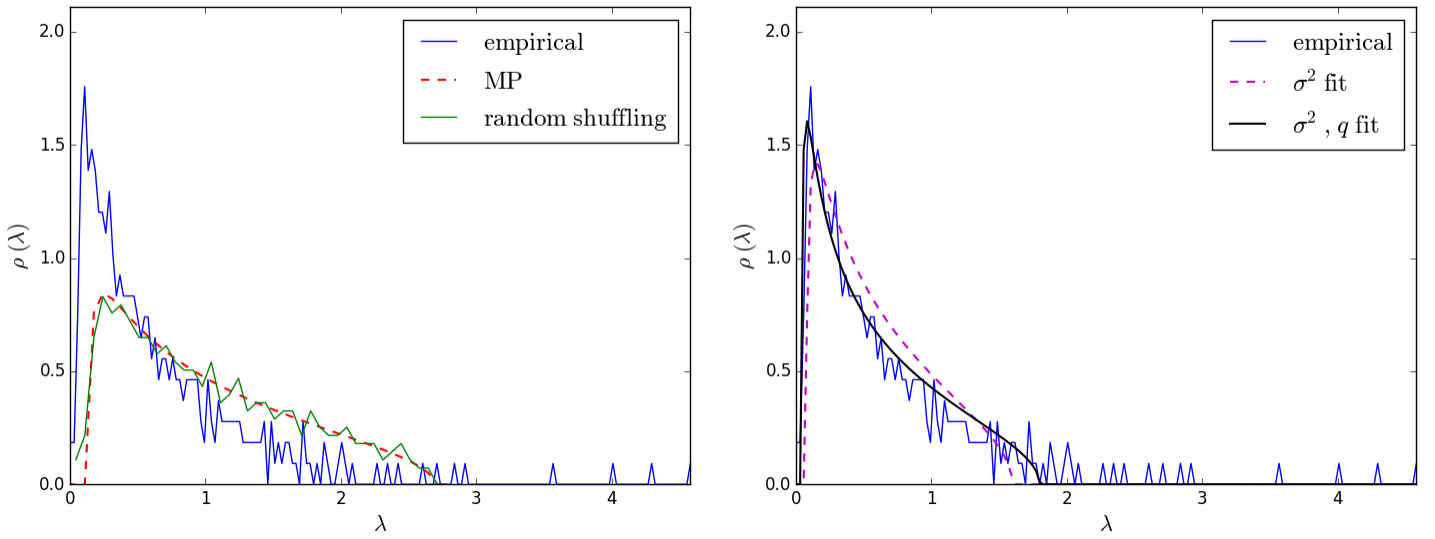 2.0
1.5
1.0
0.5
0.0
ρ (λ)
0 1 2 3 4
λ
empirical
MP
random shuffling
2.0
1.5
1.0
0.5
0.0
ρ (λ)
0 1 2 3 4
λ
empirical
σ² fit
σ² , q fit